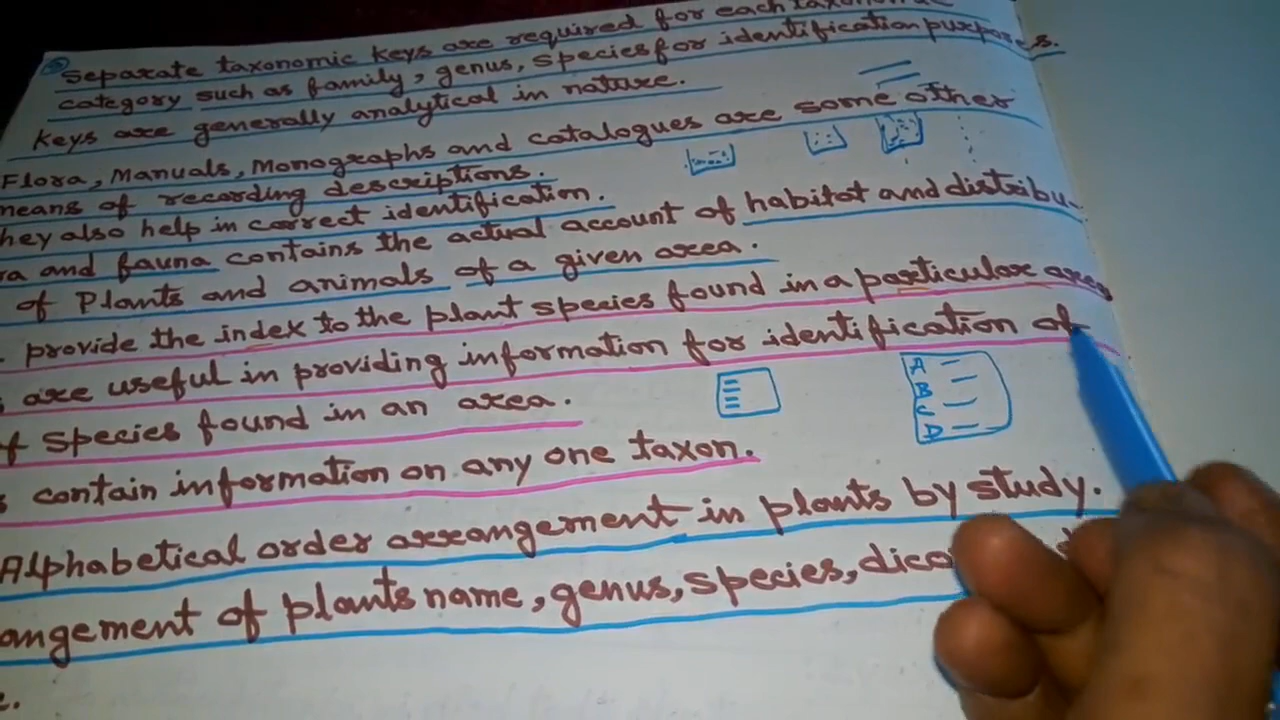 Separate taxonomic keys are required for each
category such as family, genus, species for identification purposes.
Keys are generally analytical in nature.
Flora, Manuals, Monographs and catalogues are some other
means of recording descriptions.
hey also help in correct identification.
ra and fauna contains the actual account of habitat and distribu-
of Plants and animals of a given area.
provide the index to the plant species found in a particular area
are useful in providing information for identification of
f species found in an area.
s contain information on any one taxon.
Alphabetical order arrangement in plants by study.
angement of plants name, genus, species,
e.
A
B
C
D